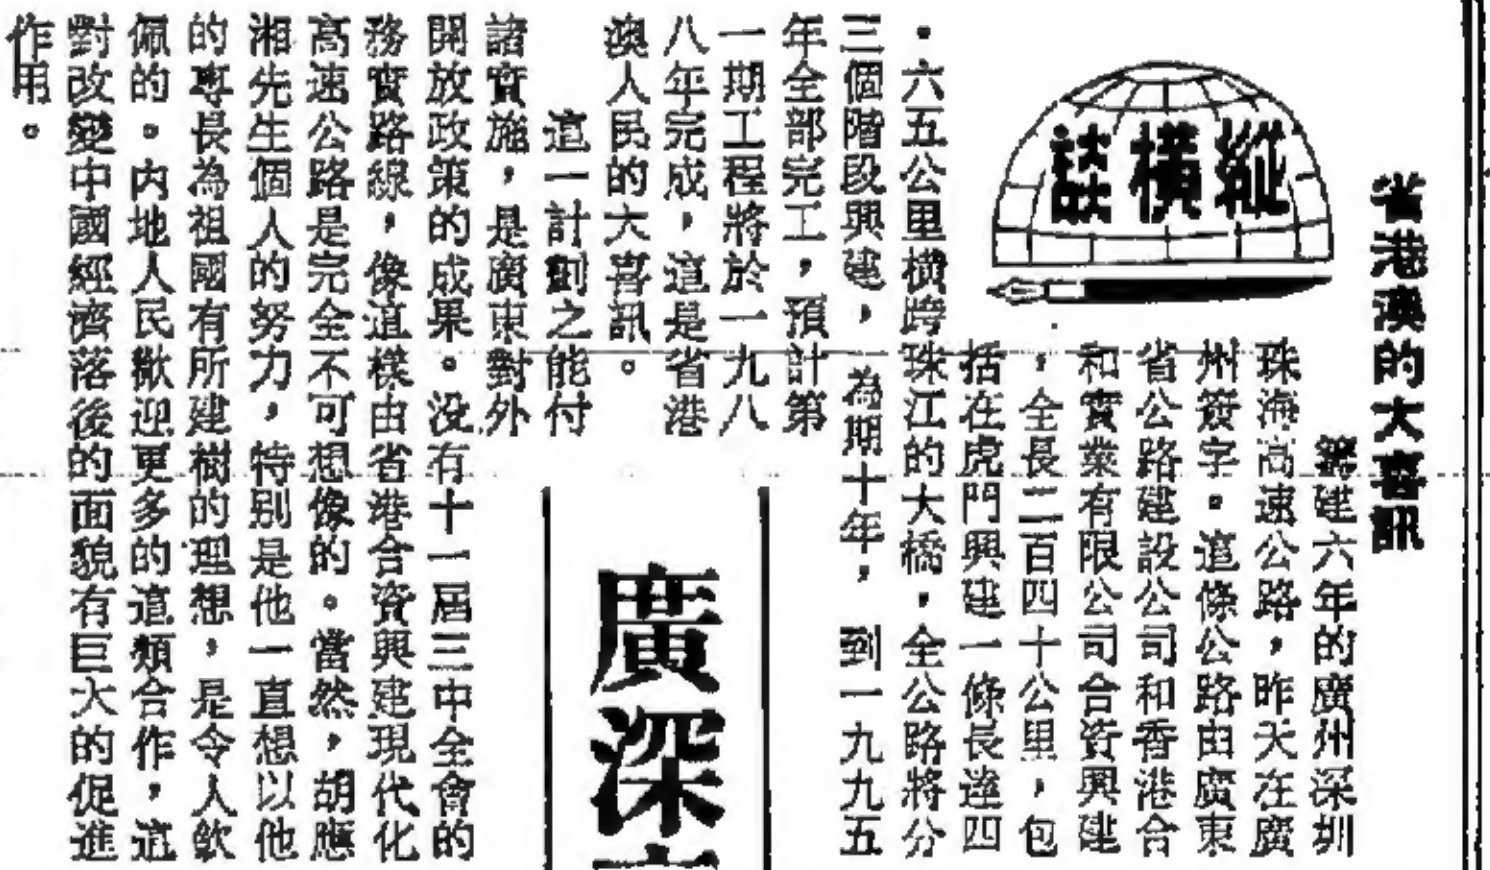 省港澳的大喜訊
縱橫談
籌建六年的廣州深圳
珠海高速公路，昨天在廣
州簽字。這條公路由廣東
省公路建設公司和香港合
和實業有限公司合資興建
，全長二百四十公里，包
括在虎門興建一條長達四
．六五公里橫跨珠江的大橋，全公路將分
三個階段興建，為期十年，到一九九五
年全部完工，預計第
一期工程將於一九八
八年完成，這是省港
澳人民的大喜訊。
這一計劃之能付
諸實施，是廣東對外
開放政策的成果。沒有十一屆三中全會的
務實路線，像這樣由省港合資興建現代化
高速公路是完全不可想像的。當然，胡應
湘先生個人的努力，特別是他一直想以他
的專長為祖國有所建樹的理想，是令人欽
佩的。內地人民歡迎更多的這類合作，這
對改變中國經濟落後的面貌有巨大的促進
作用。
廣深